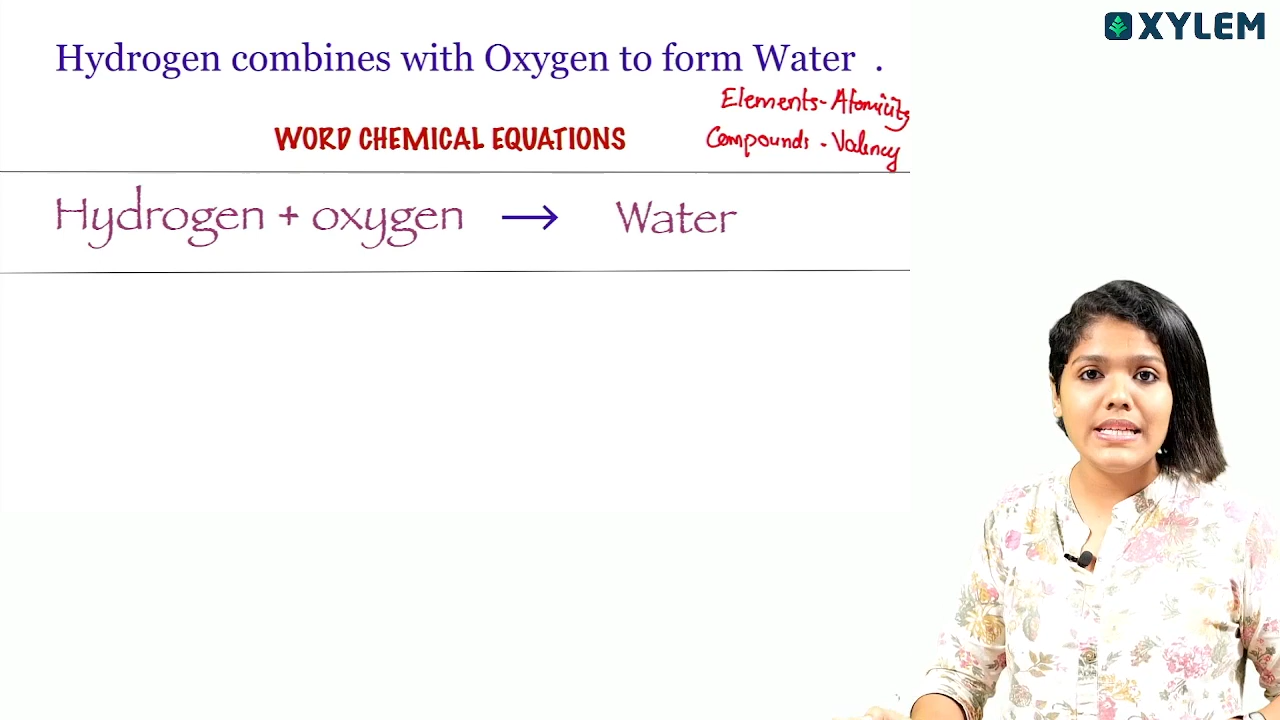 XYLEM
Hydrogen combines with Oxygen to form Water .
Elements - Atomicity
WORD CHEMICAL EQUATIONS
Compounds - Valency
Hydrogen + oxygen → Water